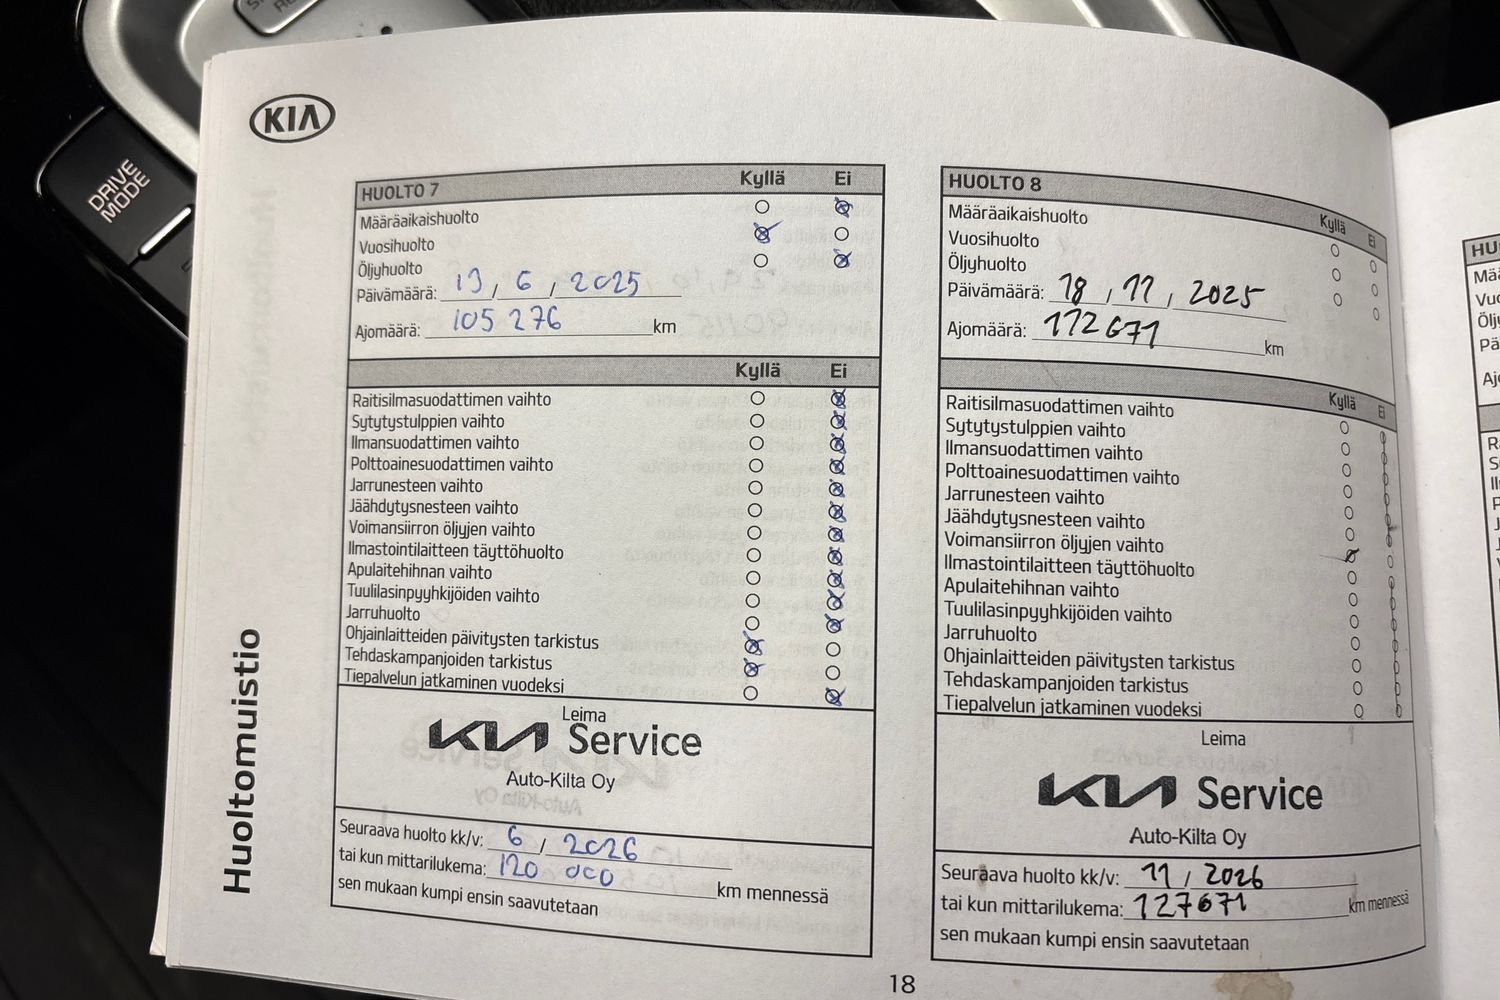 DRIVE
MODE
KIA
Huoltomuistio
HUOLTO 7 Kyllä Ei
Määräaikaishuolto
Vuosihuolto
Öljyhuolto
Päivämäärä: 13, 6, 2025
Ajomäärä: 105 276 km
Kyllä Ei
Raitisilmasuodattimen vaihto
Sytytystulppien vaihto
Ilmansuodattimen vaihto
Polttoainesuodattimen vaihto
Jarrunesteen vaihto
Jäähdytysnesteen vaihto
Voimansiirron öljyjen vaihto
Ilmastointilaitteen täyttöhuolto
Apulaitehihnan vaihto
Tuulilasinpyyhkijöiden vaihto
Jarruhuolto
Ohjainlaitteiden päivitysten tarkistus
Tehdaskampanjoiden tarkistus
Tiepalvelun jatkaminen vuodeksi
Leima
KIA Service
Auto-Kilta Oy
Seuraava huolto kk/v: 6, 2026
tai kun mittarilukema: 120 000 km mennessä
sen mukaan kumpi ensin saavutetaan
HUOLTO 8 Kyllä Ei
Määräaikaishuolto
Vuosihuolto
Öljyhuolto
Päivämäärä: 18, 11, 2025
Ajomäärä: 112671 km
Kyllä Ei
Raitisilmasuodattimen vaihto
Sytytystulppien vaihto
Ilmansuodattimen vaihto
Polttoainesuodattimen vaihto
Jarrunesteen vaihto
Jäähdytysnesteen vaihto
Voimansiirron öljyjen vaihto
Ilmastointilaitteen täyttöhuolto
Apulaitehihnan vaihto
Tuulilasinpyyhkijöiden vaihto
Jarruhuolto
Ohjainlaitteiden päivitysten tarkistus
Tehdaskampanjoiden tarkistus
Tiepalvelun jatkaminen vuodeksi
Leima
KIA Service
Auto-Kilta Oy
Seuraava huolto kk/v: 11, 2026
tai kun mittarilukema: 127671 km mennessä
sen mukaan kumpi ensin saavutetaan
18